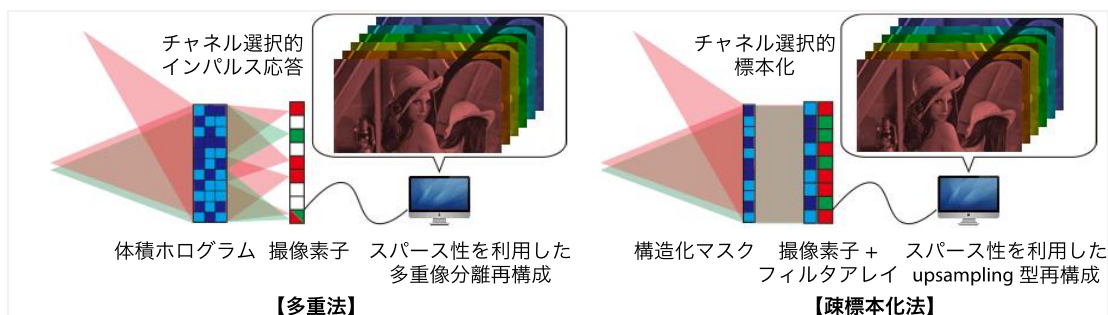 チャネル選択的
インパルス応答
体積ホログラム 撮像素子 スパース性を利用した
多重像分離再構成
【多重法】
チャネル選択的
標本化
構造化マスク 撮像素子 + スパース性を利用した
フィルタアレイ upsampling 型再構成
【疎標本化法】